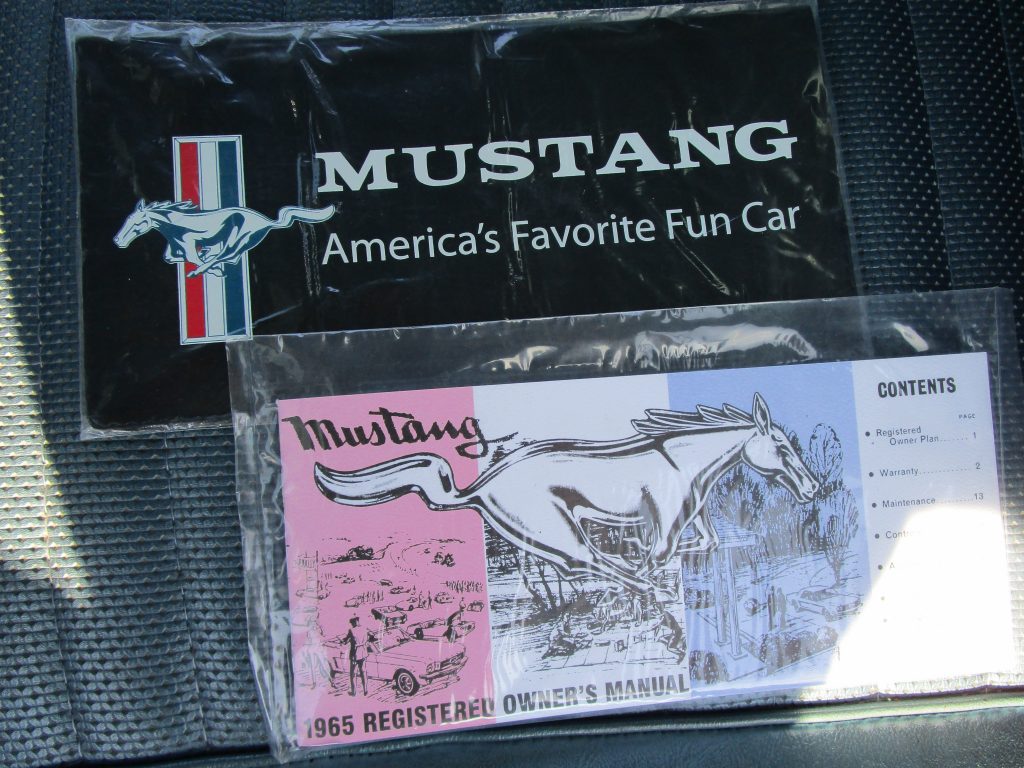 MUSTANG
America's Favorite Fun Car
Mustang
1965 REGISTERED OWNER'S MANUAL
CONTENTS
PAGE
• Registered
Owner Plan....... 1
• Warranty.............. 2
• Maintenance..........13